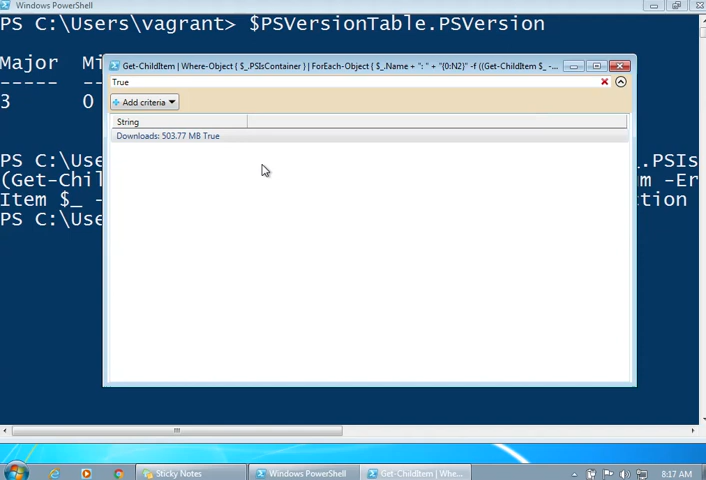 Windows PowerShell
PS C:\Users\vagrant> $PSVersionTable.PSVersion
Major Mi
----- --
3 0
Get-ChildItem | Where-Object { $_.PSIsContainer } | ForEach-Object { $_.Name + ": " + "{0:N2}" -f ((Get-ChildItem $_ -...
True
Add criteria
String
Downloads: 503.77 MB True
PS C:\Use .PSIs
(Get-Chil m -Er
Item $_ - ction
PS C:\Use
Sticky Notes
Windows PowerShell
Get-ChildItem | Whe...
8:17 AM